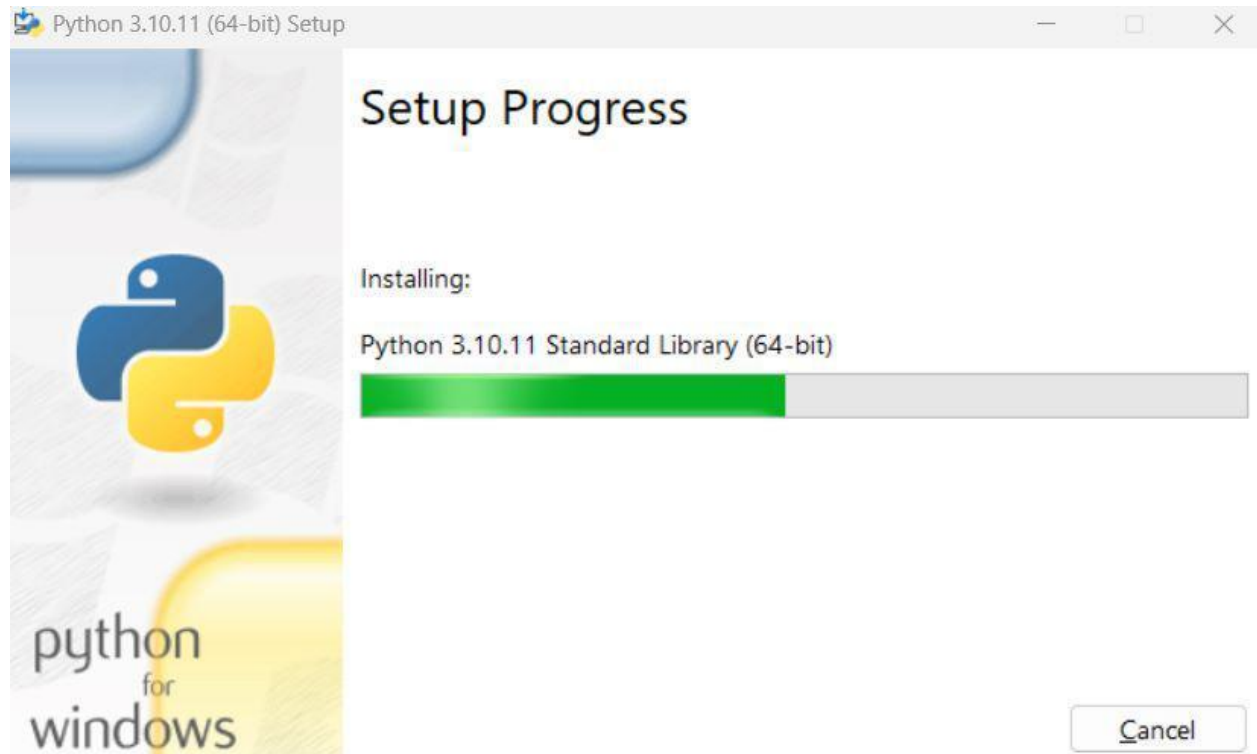 Python 3.10.11 (64-bit) Setup
Setup Progress
Installing:
Python 3.10.11 Standard Library (64-bit)
python
for
windows
Cancel